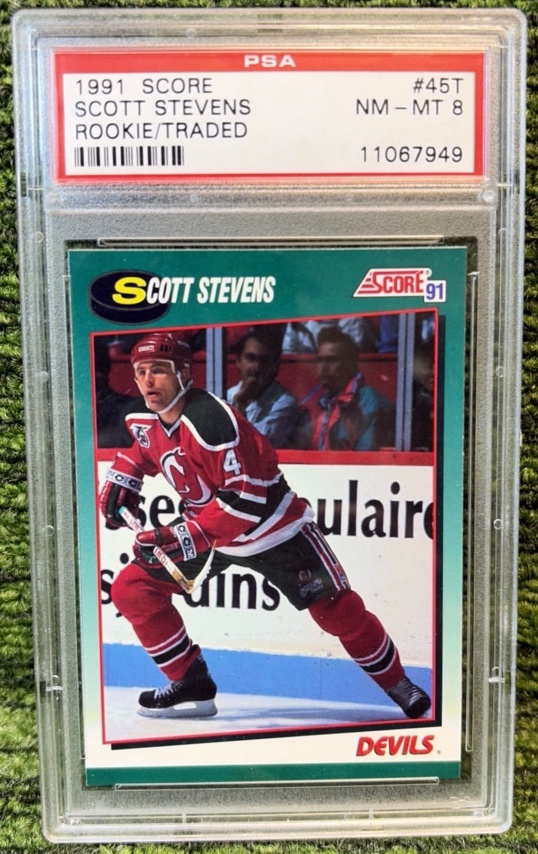 PSA
1991 SCORE #45T
SCOTT STEVENS NM - MT 8
ROOKIE/TRADED
11067949
SCOTT STEVENS
SCORE® 91
4
ulaire
dins
DEVILS®